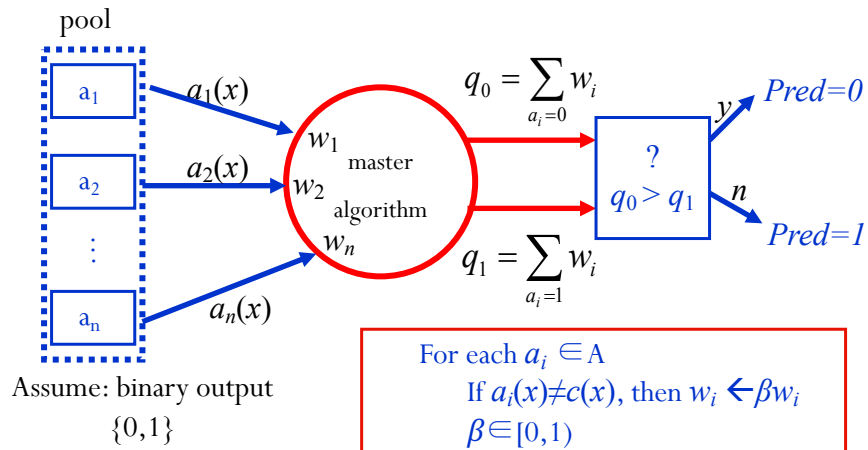 pool
a₁
a₂
⋮
aₙ
a₁(x)
a₂(x)
aₙ(x)
w₁
w₂
wₙ
master
algorithm
q₀ = ∑ wᵢ
aᵢ=0
q₁ = ∑ wᵢ
aᵢ=1
?
q₀ > q₁
y
n
Pred=0
Pred=1
Assume: binary output
{0,1}
For each aᵢ ∈A
If aᵢ(x)≠c(x), then wᵢ ←βwᵢ
β∈[0,1)